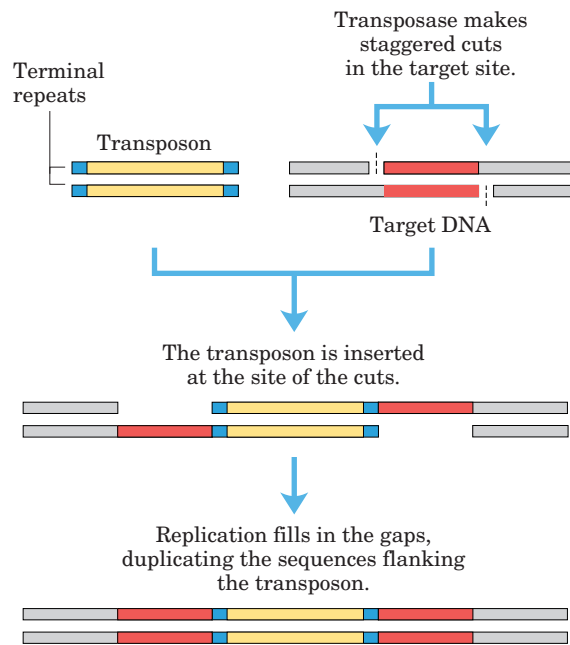 Transposase makes
staggered cuts
in the target site.
Terminal
repeats
Transposon
Target DNA
The transposon is inserted
at the site of the cuts.
Replication fills in the gaps,
duplicating the sequences flanking
the transposon.